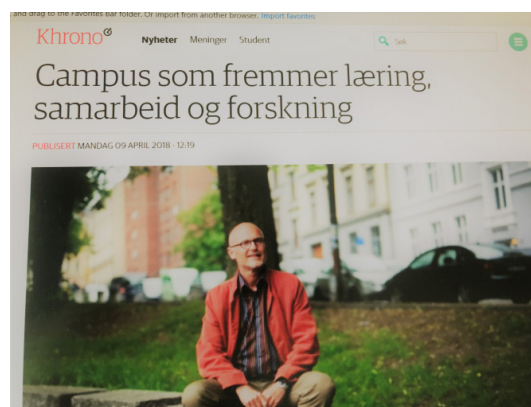 and drag to the Favorites Bar folder. Or import from another browser. Import favorites
Khrono
Nyheter Meninger Student
Søk
Campus som fremmer læring,
samarbeid og forskning
PUBLISERT MANDAG 09 APRIL 2018 - 12:19